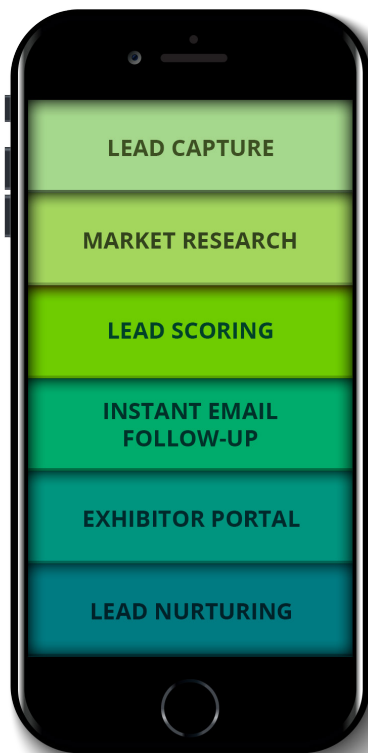 LEAD CAPTURE
MARKET RESEARCH
LEAD SCORING
INSTANT EMAIL
FOLLOW-UP
EXHIBITOR PORTAL
LEAD NURTURING